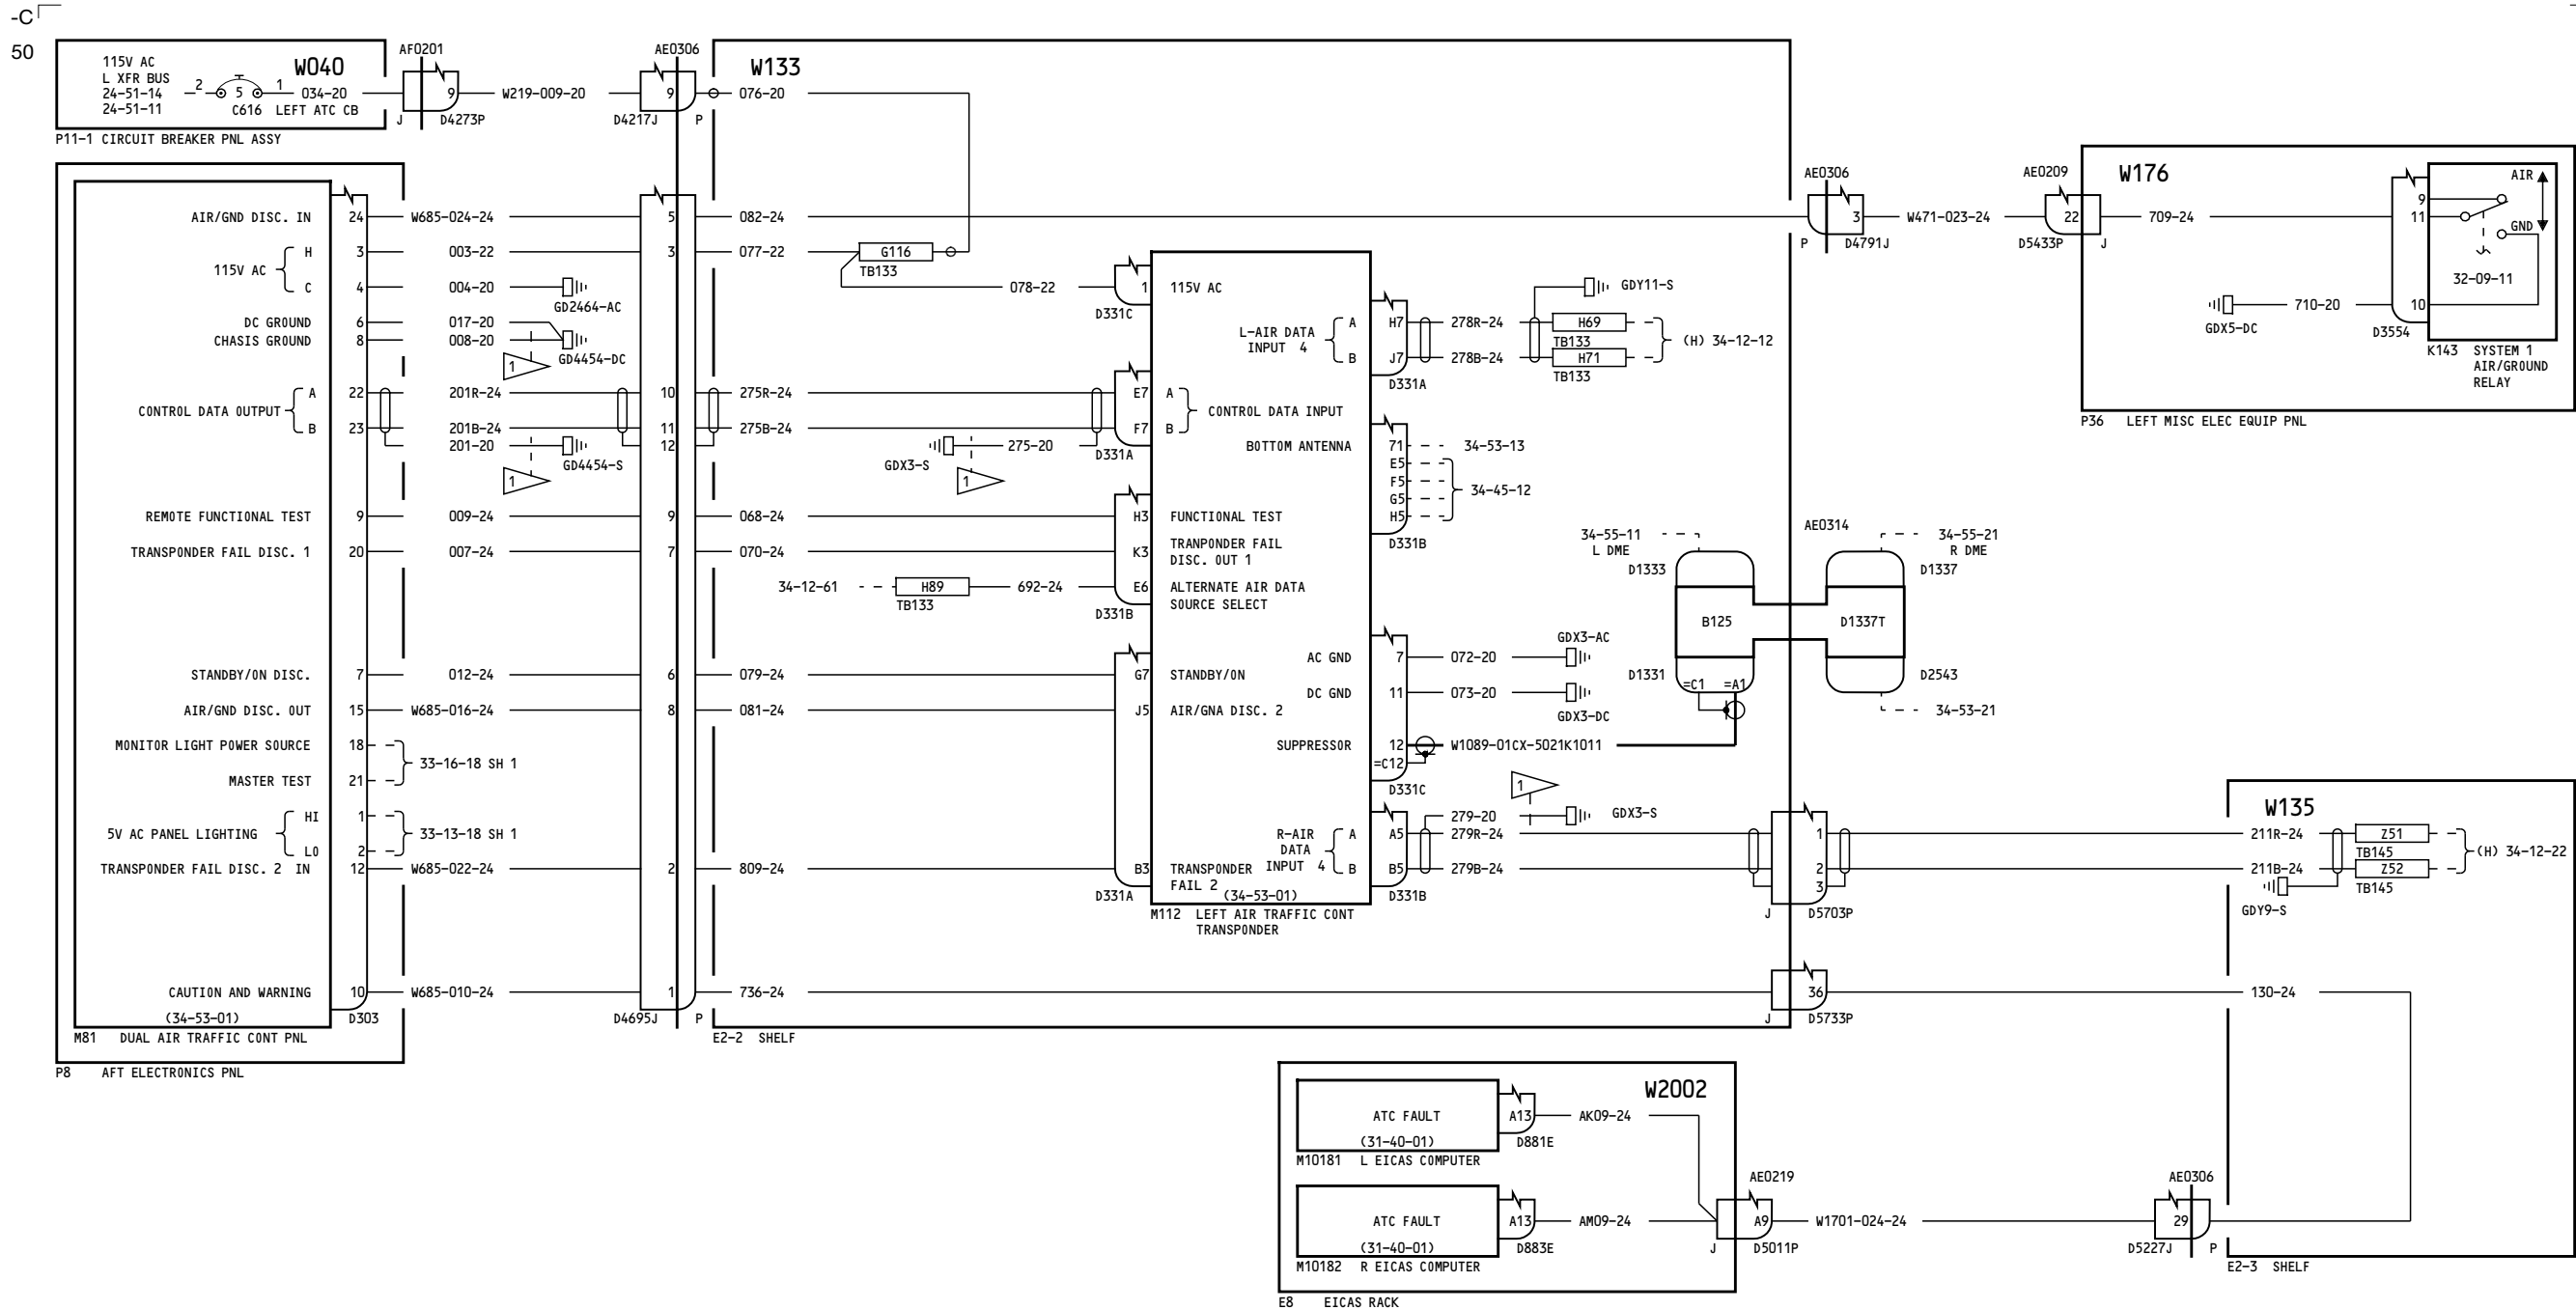 -C
50
115V AC
L XFR BUS
24-51-14
24-51-11
2
5
1
C616
W040
034-20
LEFT ATC CB
P11-1 CIRCUIT BREAKER PNL ASSY
AF0201
J
9
D4273P
W219-009-20
AE0306
9
D4217J
P
W133
076-20
AIR/GND DISC. IN
24
W685-024-24
5
082-24
115V AC
H
3
003-22
3
077-22
G116
TB133
C
4
004-20
GD2464-AC
078-22
DC GROUND
6
017-20
CHASIS GROUND
8
008-20
GD4454-DC
1
CONTROL DATA OUTPUT
A
22
201R-24
10
275R-24
B
23
201B-24
11
275B-24
201-20
GD4454-S
12
1
GDX3-S
275-20
1
REMOTE FUNCTIONAL TEST
9
009-24
9
068-24
TRANSPONDER FAIL DISC. 1
20
007-24
7
070-24
34-12-61
H89
TB133
692-24
STANDBY/ON DISC.
7
012-24
6
079-24
AIR/GND DISC. OUT
15
W685-016-24
8
081-24
MONITOR LIGHT POWER SOURCE
18
MASTER TEST
21
33-16-18 SH 1
5V AC PANEL LIGHTING
HI
1
LO
2
33-13-18 SH 1
TRANSPONDER FAIL DISC. 2 IN
12
W685-022-24
2
809-24
CAUTION AND WARNING
10
W685-010-24
1
736-24
(34-53-01)
D303
D4695J
P
M81 DUAL AIR TRAFFIC CONT PNL
P8 AFT ELECTRONICS PNL
E2-2 SHELF
1
115V AC
D331C
E7
A
F7
B
CONTROL DATA INPUT
D331A
H3
FUNCTIONAL TEST
K3
TRANPONDER FAIL
DISC. OUT 1
E6
ALTERNATE AIR DATA
SOURCE SELECT
D331B
G7
STANDBY/ON
J5
AIR/GNA DISC. 2
B3
TRANSPONDER
FAIL 2
D331A
(34-53-01)
M112 LEFT AIR TRAFFIC CONT
TRANSPONDER
L-AIR DATA
INPUT 4
A
H7
278R-24
B
J7
278B-24
D331A
GDY11-S
H69
TB133
H71
TB133
(H) 34-12-12
BOTTOM ANTENNA
71
34-53-13
E5
F5
G5
H5
34-45-12
D331B
AC GND
7
072-20
GDX3-AC
DC GND
11
073-20
GDX3-DC
SUPPRESSOR
12
W1089-01CX-5021K1011
=C12
D331C
1
R-AIR
DATA
INPUT 4
A
A5
279-20
GDX3-S
279R-24
B
B5
279B-24
D331B
34-55-11
L DME
D1333
B125
D1331
=C1
=A1
AE0314
34-55-21
R DME
D1337
D1337T
D2543
34-53-21
AE0306
3
P
D4791J
W471-023-24
AE0209
22
D5433P
J
W176
709-24
9
11
10
AIR
GND
32-09-11
GDX5-DC
710-20
D3554
K143 SYSTEM 1
AIR/GROUND
RELAY
P36 LEFT MISC ELEC EQUIP PNL
1
2
3
J
D5703P
W135
211R-24
Z51
TB145
211B-24
Z52
TB145
(H) 34-12-22
GDY9-S
36
J
D5733P
130-24
W2002
ATC FAULT
A13
AK09-24
(31-40-01)
D881E
M10181 L EICAS COMPUTER
ATC FAULT
A13
AM09-24
(31-40-01)
D883E
M10182 R EICAS COMPUTER
E8 EICAS RACK
AE0219
A9
J
D5011P
W1701-024-24
AE0306
29
D5227J
P
E2-3 SHELF